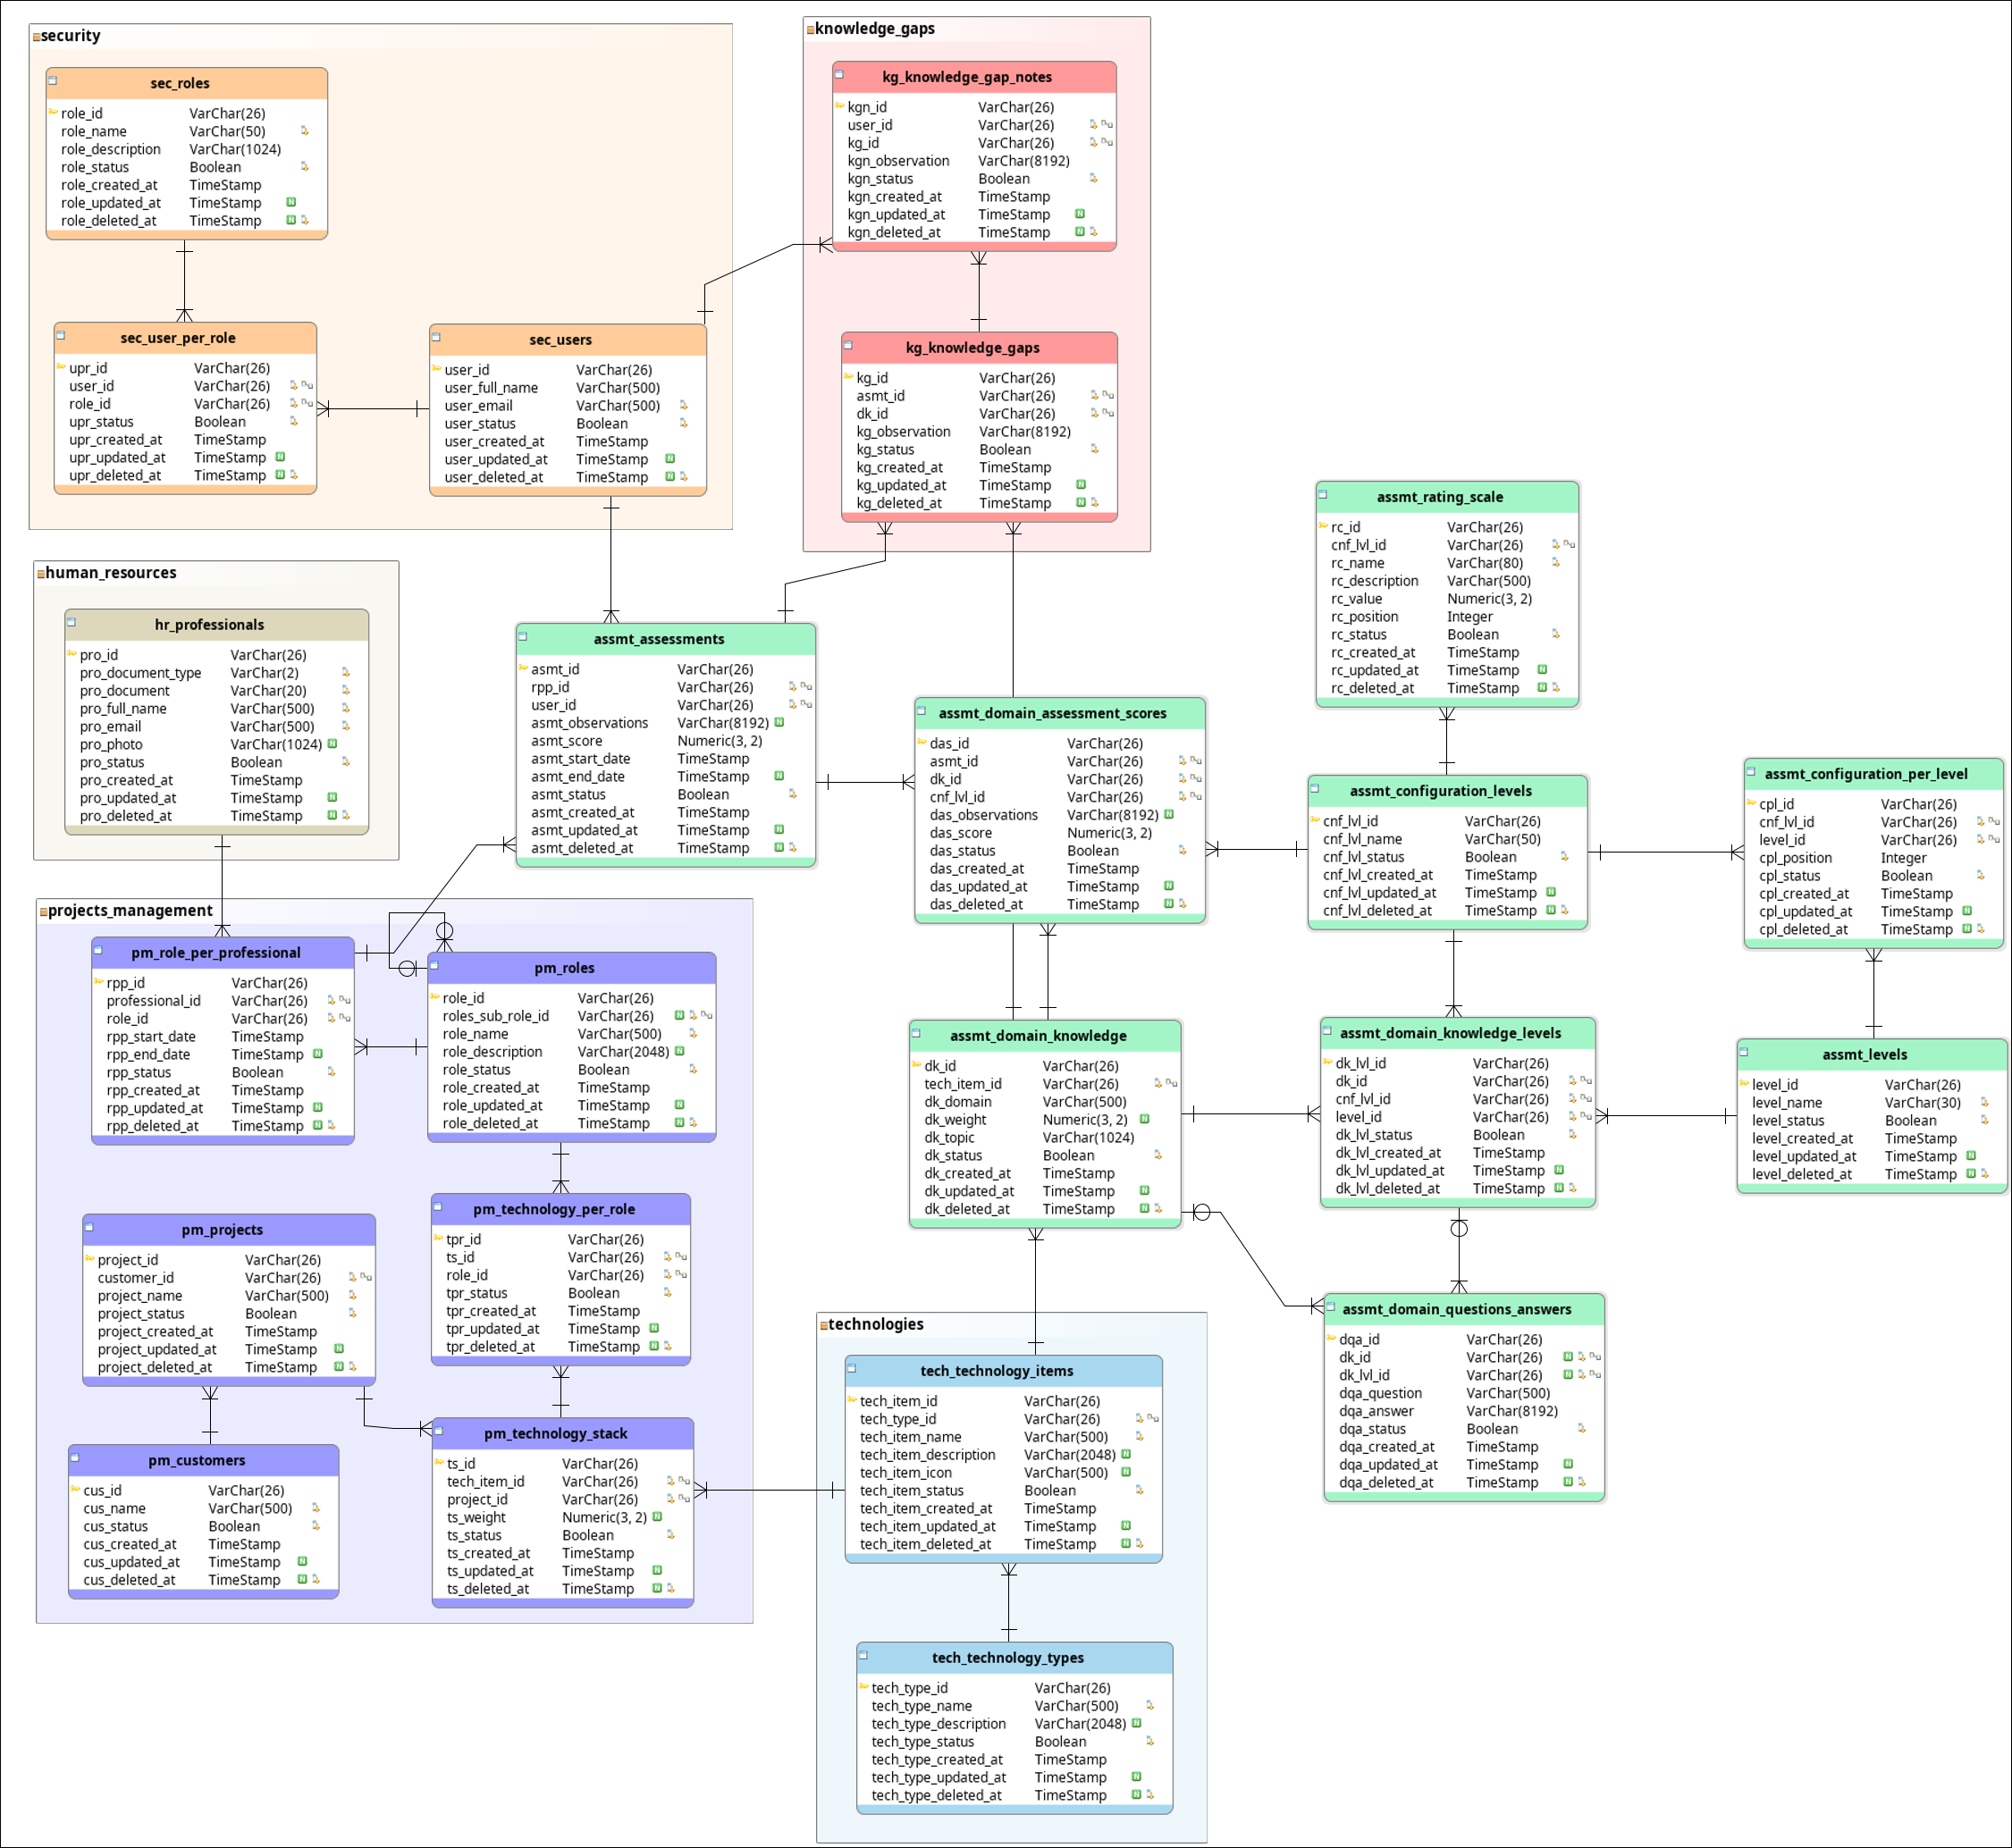 security
sec_roles
role_id VarChar(26)
role_name VarChar(50)
role_description VarChar(1024)
role_status Boolean
role_created_at TimeStamp
role_updated_at TimeStamp N
role_deleted_at TimeStamp N
sec_user_per_role
upr_id VarChar(26)
user_id VarChar(26)
role_id VarChar(26)
upr_status Boolean
upr_created_at TimeStamp
upr_updated_at TimeStamp N
upr_deleted_at TimeStamp N
sec_users
user_id VarChar(26)
user_full_name VarChar(500)
user_email VarChar(500)
user_status Boolean
user_created_at TimeStamp
user_updated_at TimeStamp N
user_deleted_at TimeStamp N
knowledge_gaps
kg_knowledge_gap_notes
kgn_id VarChar(26)
user_id VarChar(26)
kg_id VarChar(26)
kgn_observation VarChar(8192)
kgn_status Boolean
kgn_created_at TimeStamp
kgn_updated_at TimeStamp N
kgn_deleted_at TimeStamp N
kg_knowledge_gaps
kg_id VarChar(26)
asmt_id VarChar(26)
dk_id VarChar(26)
kg_observation VarChar(8192)
kg_status Boolean
kg_created_at TimeStamp
kg_updated_at TimeStamp N
kg_deleted_at TimeStamp N
human_resources
hr_professionals
pro_id VarChar(26)
pro_document_type VarChar(2)
pro_document VarChar(20)
pro_full_name VarChar(500)
pro_email VarChar(500)
pro_photo VarChar(1024) N
pro_status Boolean
pro_created_at TimeStamp
pro_updated_at TimeStamp N
pro_deleted_at TimeStamp N
assmt_assessments
asmt_id VarChar(26)
rpp_id VarChar(26)
user_id VarChar(26)
asmt_observations VarChar(8192) N
asmt_score Numeric(3, 2)
asmt_start_date TimeStamp
asmt_end_date TimeStamp N
asmt_status Boolean
asmt_created_at TimeStamp
asmt_updated_at TimeStamp N
asmt_deleted_at TimeStamp N
assmt_domain_assessment_scores
das_id VarChar(26)
asmt_id VarChar(26)
dk_id VarChar(26)
cnf_lvl_id VarChar(26)
das_observations VarChar(8192) N
das_score Numeric(3, 2)
das_status Boolean
das_created_at TimeStamp
das_updated_at TimeStamp N
das_deleted_at TimeStamp N
assmt_rating_scale
rc_id VarChar(26)
cnf_lvl_id VarChar(26)
rc_name VarChar(80)
rc_description VarChar(500)
rc_value Numeric(3, 2)
rc_position Integer
rc_status Boolean
rc_created_at TimeStamp
rc_updated_at TimeStamp N
rc_deleted_at TimeStamp N
assmt_configuration_levels
cnf_lvl_id VarChar(26)
cnf_lvl_name VarChar(50)
cnf_lvl_status Boolean
cnf_lvl_created_at TimeStamp
cnf_lvl_updated_at TimeStamp N
cnf_lvl_deleted_at TimeStamp N
assmt_configuration_per_level
cpl_id VarChar(26)
cnf_lvl_id VarChar(26)
level_id VarChar(26)
cpl_position Integer
cpl_status Boolean
cpl_created_at TimeStamp
cpl_updated_at TimeStamp N
cpl_deleted_at TimeStamp N
projects_management
pm_role_per_professional
rpp_id VarChar(26)
professional_id VarChar(26)
role_id VarChar(26)
rpp_start_date TimeStamp
rpp_end_date TimeStamp N
rpp_status Boolean
rpp_created_at TimeStamp
rpp_updated_at TimeStamp N
rpp_deleted_at TimeStamp N
pm_roles
role_id VarChar(26)
roles_sub_role_id VarChar(26) N
role_name VarChar(500)
role_description VarChar(2048) N
role_status Boolean
role_created_at TimeStamp
role_updated_at TimeStamp N
role_deleted_at TimeStamp N
assmt_domain_knowledge
dk_id VarChar(26)
tech_item_id VarChar(26)
dk_domain VarChar(500)
dk_weight Numeric(3, 2) N
dk_topic VarChar(1024)
dk_status Boolean
dk_created_at TimeStamp
dk_updated_at TimeStamp N
dk_deleted_at TimeStamp N
assmt_domain_knowledge_levels
dk_lvl_id VarChar(26)
dk_id VarChar(26)
cnf_lvl_id VarChar(26)
level_id VarChar(26)
dk_lvl_status Boolean
dk_lvl_created_at TimeStamp
dk_lvl_updated_at TimeStamp N
dk_lvl_deleted_at TimeStamp N
assmt_levels
level_id VarChar(26)
level_name VarChar(30)
level_status Boolean
level_created_at TimeStamp
level_updated_at TimeStamp N
level_deleted_at TimeStamp N
pm_projects
project_id VarChar(26)
customer_id VarChar(26)
project_name VarChar(500)
project_status Boolean
project_created_at TimeStamp
project_updated_at TimeStamp N
project_deleted_at TimeStamp N
pm_technology_per_role
tpr_id VarChar(26)
ts_id VarChar(26)
role_id VarChar(26)
tpr_status Boolean
tpr_created_at TimeStamp
tpr_updated_at TimeStamp N
tpr_deleted_at TimeStamp N
pm_customers
cus_id VarChar(26)
cus_name VarChar(500)
cus_status Boolean
cus_created_at TimeStamp
cus_updated_at TimeStamp N
cus_deleted_at TimeStamp N
pm_technology_stack
ts_id VarChar(26)
tech_item_id VarChar(26)
project_id VarChar(26)
ts_weight Numeric(3, 2) N
ts_status Boolean
ts_created_at TimeStamp
ts_updated_at TimeStamp N
ts_deleted_at TimeStamp N
technologies
tech_technology_items
tech_item_id VarChar(26)
tech_type_id VarChar(26)
tech_item_name VarChar(500)
tech_item_description VarChar(2048) N
tech_item_icon VarChar(500) N
tech_item_status Boolean
tech_item_created_at TimeStamp
tech_item_updated_at TimeStamp N
tech_item_deleted_at TimeStamp N
assmt_domain_questions_answers
dqa_id VarChar(26)
dk_id VarChar(26) N
dk_lvl_id VarChar(26) N
dqa_question VarChar(500)
dqa_answer VarChar(8192)
dqa_status Boolean
dqa_created_at TimeStamp
dqa_updated_at TimeStamp N
dqa_deleted_at TimeStamp N
tech_technology_types
tech_type_id VarChar(26)
tech_type_name VarChar(500)
tech_type_description VarChar(2048) N
tech_type_status Boolean
tech_type_created_at TimeStamp
tech_type_updated_at TimeStamp N
tech_type_deleted_at TimeStamp N